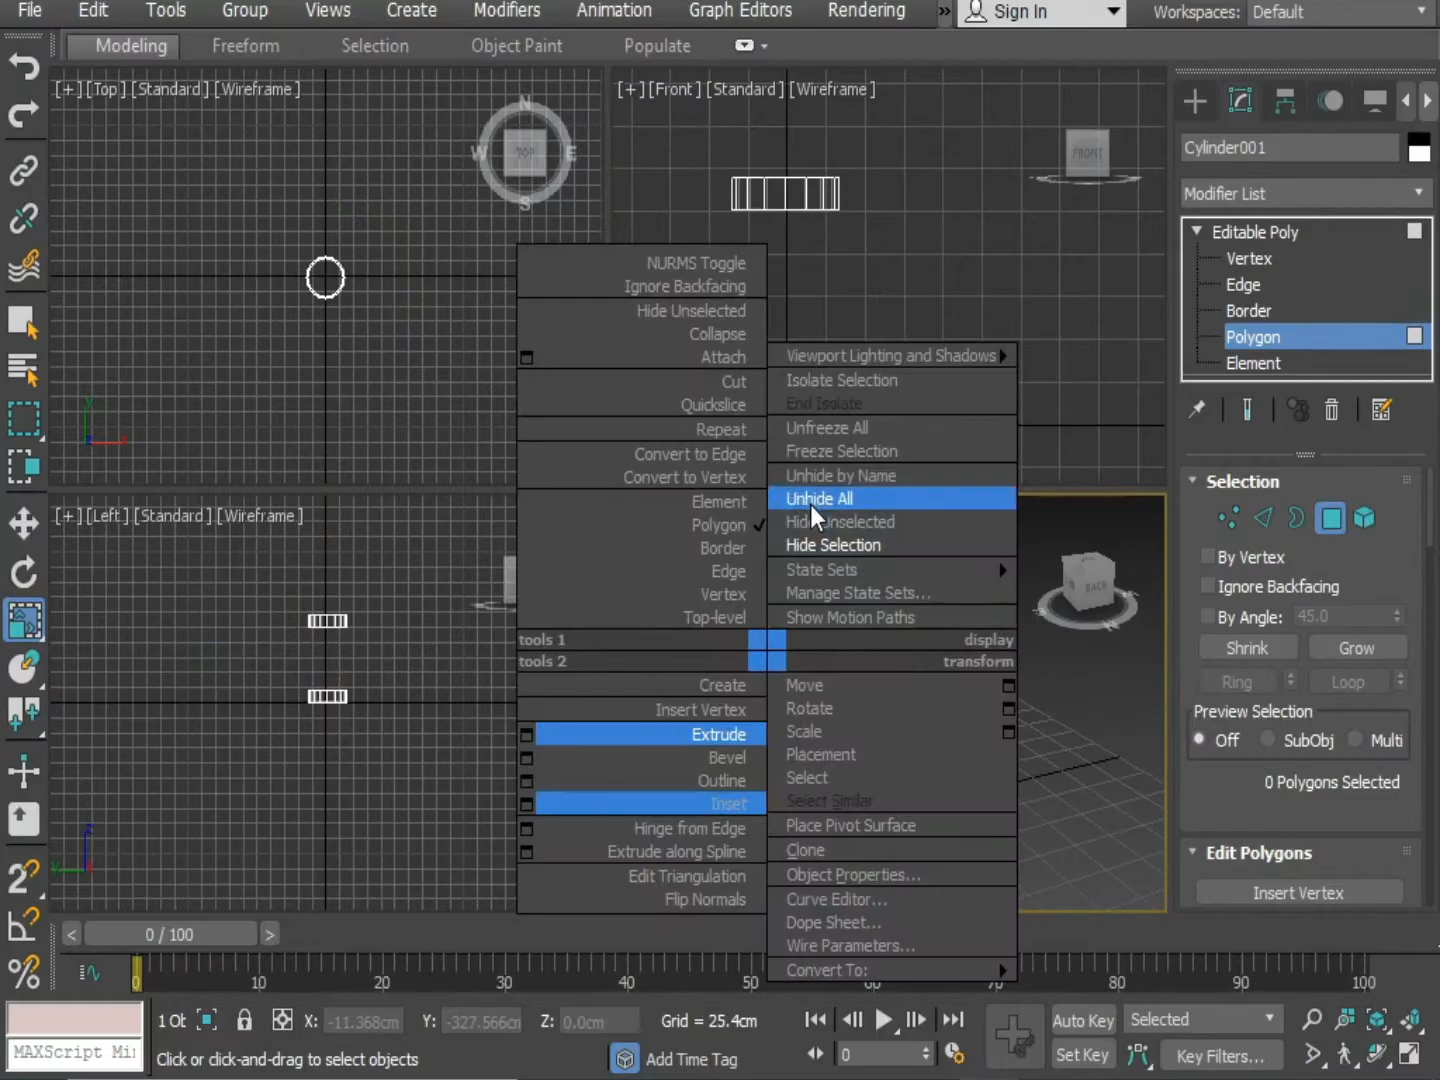 File Edit Tools Group Views Create Modifiers Animation Graph Editors Rendering » Sign In Workspaces: Default
Modeling Freeform Selection Object Paint Populate
[+] [Top ] [Standard ] [Wireframe ]
N
W TOP E
S
[+] [Front ] [Standard ] [Wireframe ]
FRONT
Cylinder001
Modifier List
Editable Poly
Vertex
Edge
Border
Polygon
Element
NURMS Toggle
Ignore Backfacing
Hide Unselected
Collapse
Attach
Cut
Quickslice
Repeat
Convert to Edge
Convert to Vertex
Element
Polygon
Border
Edge
Vertex
Top-level
tools 1
tools 2
Create
Insert Vertex
Extrude
Bevel
Outline
Inset
Hinge from Edge
Extrude along Spline
Edit Triangulation
Flip Normals
Viewport Lighting and Shadows
Isolate Selection
End Isolate
Unfreeze All
Freeze Selection
Unhide by Name
Unhide All
Hide Unselected
Hide Selection
State Sets
Manage State Sets...
Show Motion Paths
display
transform
Move
Rotate
Scale
Placement
Select
Select Similar
Place Pivot Surface
Clone
Object Properties...
Curve Editor...
Dope Sheet...
Wire Parameters...
Convert To:
y
z x
[+] [Left ] [Standard ] [Wireframe ]
z
y
BACK
Selection
By Vertex
Ignore Backfacing
By Angle: 45.0
Shrink Grow
Ring Loop
Preview Selection
Off SubObj Multi
0 Polygons Selected
Edit Polygons
Insert Vertex
2
%
< 0 / 100 >
0 10 20 30 40 50 60 70 80 90 100
1 Ob X: -11.368cm Y: -327.566cm Z: 0.0cm Grid = 25.4cm Auto Key Selected
MAXScript Mi Click or click-and-drag to select objects Add Time Tag 0 Set Key Key Filters...